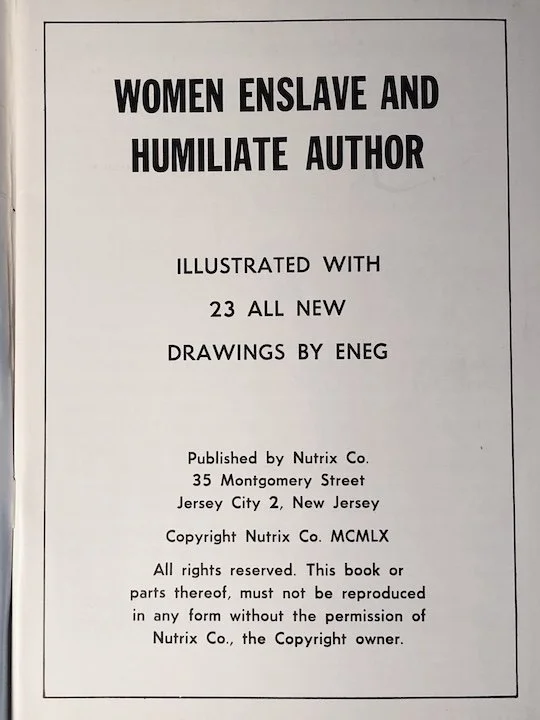 WOMEN ENSLAVE AND
HUMILIATE AUTHOR
ILLUSTRATED WITH
23 ALL NEW
DRAWINGS BY ENEG
Published by Nutrix Co.
35 Montgomery Street
Jersey City 2, New Jersey
Copyright Nutrix Co. MCMLX
All rights reserved. This book or
parts thereof, must not be reproduced
in any form without the permission of
Nutrix Co., the Copyright owner.